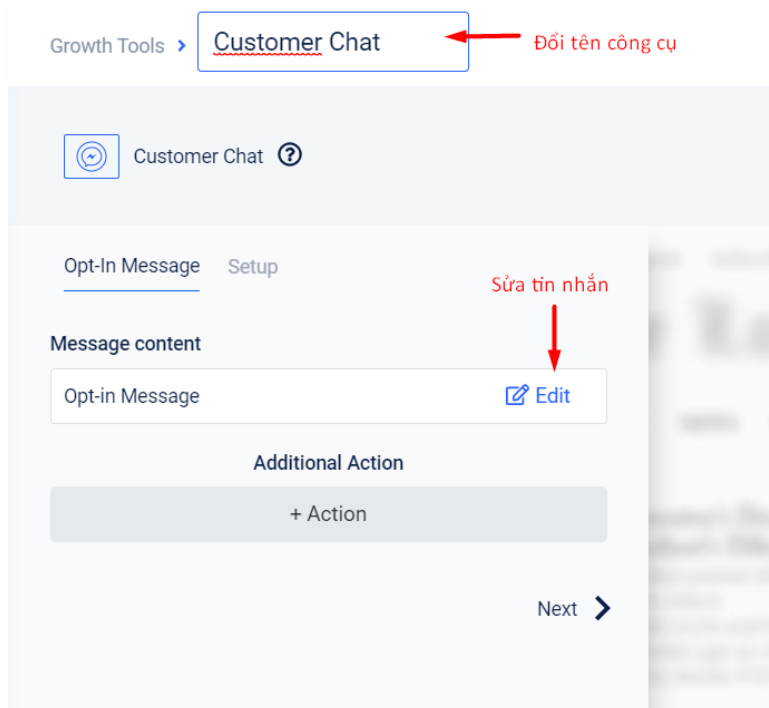 Growth Tools > Customer Chat
Đổi tên công cụ
Customer Chat ?
Opt-In Message Setup
Sửa tin nhắn
Message content
Opt-in Message Edit
Additional Action
+ Action
Next